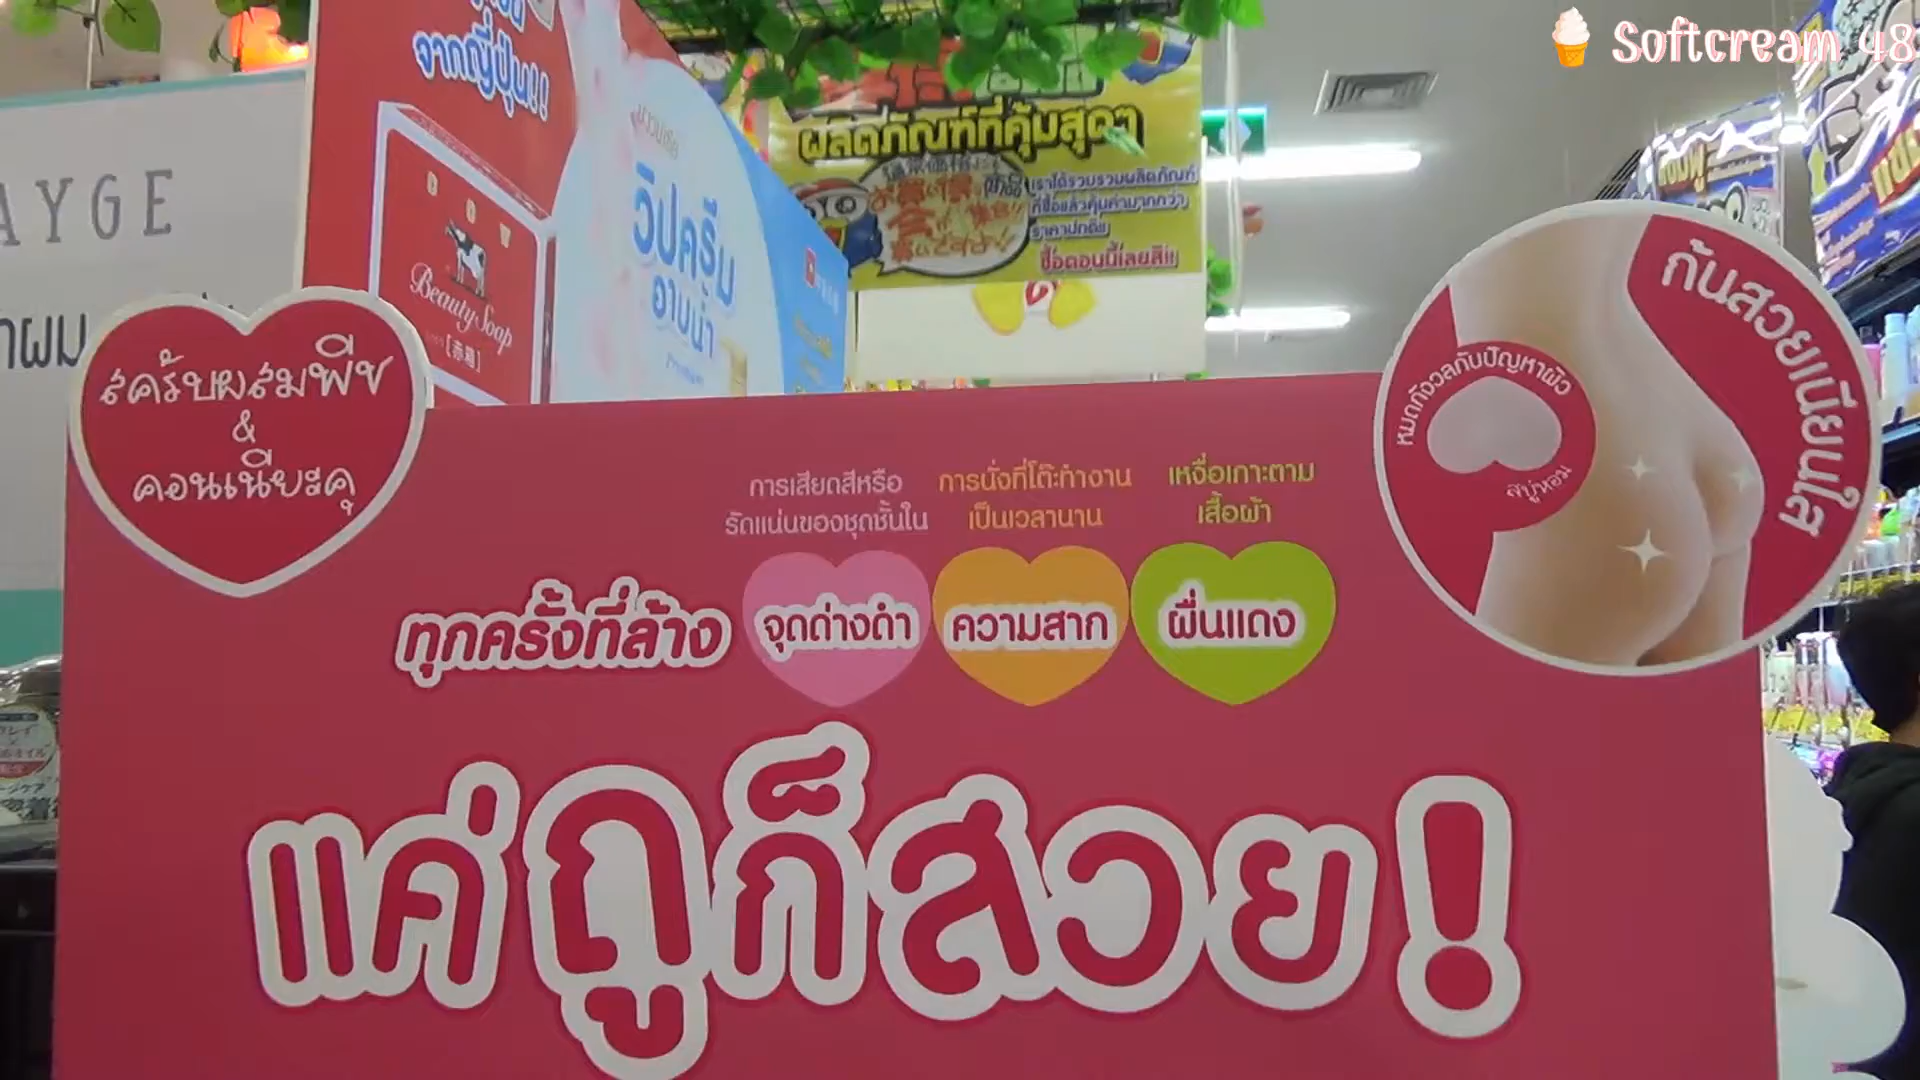 Softcream 48
จากญี่ปุ่น!!
AYGE
COW
Beauty Soap
[赤箱]
วิปครีม
อาบน้ำ
ผลิตภัณฑ์ที่คุ้มสุดๆ
เราได้รวบรวมผลิตภัณฑ์
ที่ซื้อแล้วคุ้มค่ามากกว่า
ราคาปกติ!!
ซื้อตอนนี้เลยสิ!!
สครับผสมพีช
&
คอนเนียะคุ
ก้นสวยเนียนใส
หมดกังวลกับปัญหาผิว
สบู่หอม
การเสียดสีหรือ
รัดแน่นของชุดชั้นใน
การนั่งที่โต๊ะทำงาน
เป็นเวลานาน
เหงื่อเกาะตาม
เสื้อผ้า
ทุกครั้งที่ล้าง
จุดด่างดำ
ความสาก
ผื่นแดง
แค่ถูก็สวย!